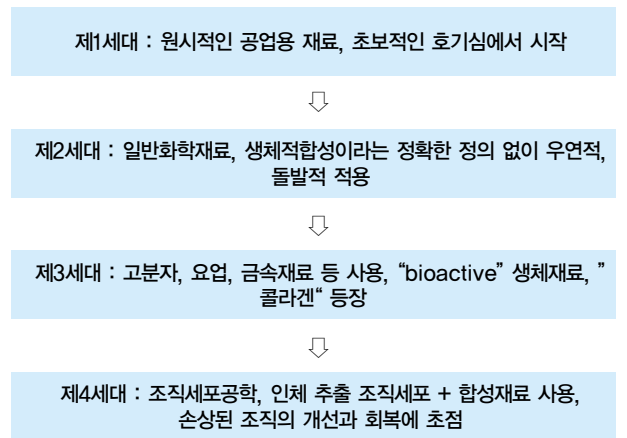 제1세대 : 원시적인 공업용 재료, 초보적인 호기심에서 시작
제2세대 : 일반화학재료, 생체적합성이라는 정확한 정의 없이 우연적,
돌발적 적용
제3세대 : 고분자, 요업, 금속재료 등 사용, “bioactive” 생체재료, ”
콜라겐“ 등장
제4세대 : 조직세포공학, 인체 추출 조직세포 + 합성재료 사용,
손상된 조직의 개선과 회복에 초점